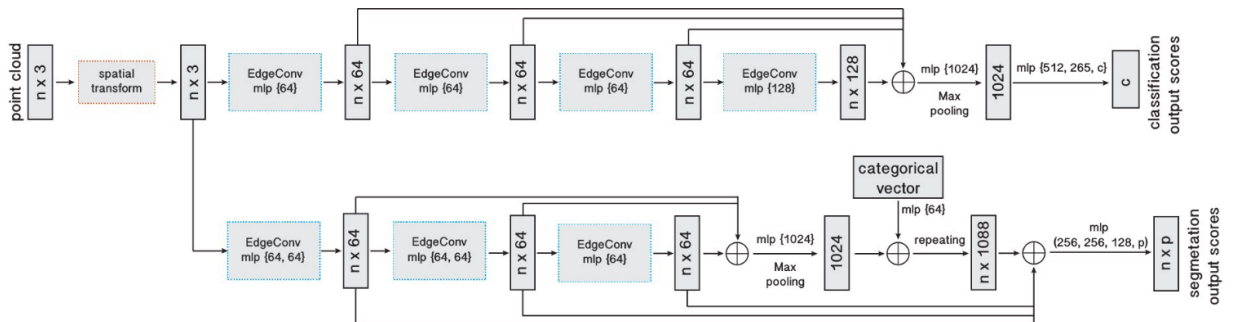 point cloud
n x 3
spatial
transform
n x 3
EdgeConv
mlp {64}
n x 64
EdgeConv
mlp {64}
n x 64
EdgeConv
mlp {64}
n x 64
EdgeConv
mlp {128}
n x 128
mlp {1024}
Max
pooling
1024
mlp {512, 265, c}
c
classification
output scores
EdgeConv
mlp {64, 64}
n x 64
EdgeConv
mlp {64, 64}
n x 64
EdgeConv
mlp {64}
n x 64
mlp {1024}
Max
pooling
1024
categorical
vector
mlp {64}
repeating
n x 1088
mlp
(256, 256, 128, p}
n x p
segmetation
output scores